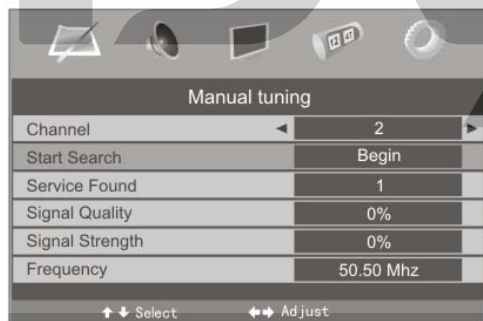 Manual tuning
Channel 2
Start Search Begin
Service Found 1
Signal Quality 0%
Signal Strength 0%
Frequency 50.50 Mhz
Select Adjust